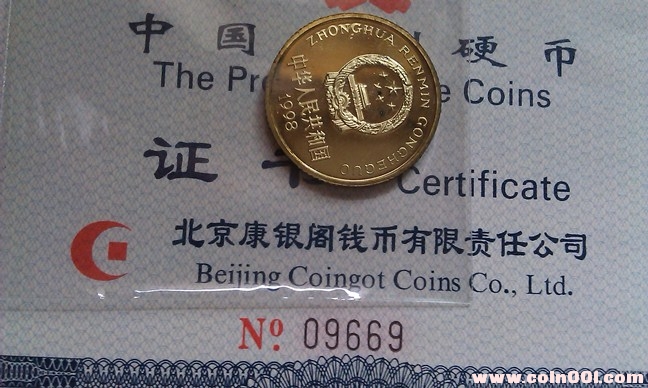 中 国 硬 币
The Pr e Coins
ZHONGHUA RENMIN GONGHEGUO
中华人民共和国
1998
证
Certificate
北京康银阁钱币有限责任公司
Beijing Coingot Coins Co., Ltd.
Nº 09669
www.coin001.com